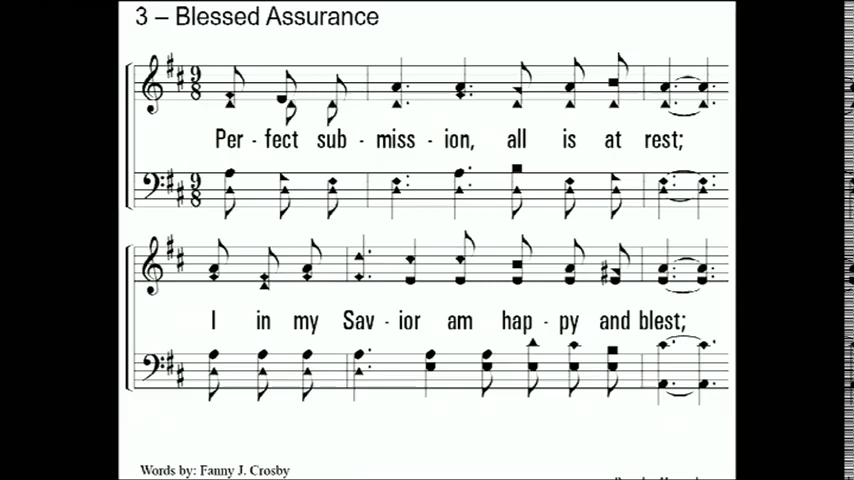 3 – Blessed Assurance
Per - fect sub - miss - ion, all is at rest;
I in my Sav - ior am hap - py and blest;
Words by: Fanny J. Crosby